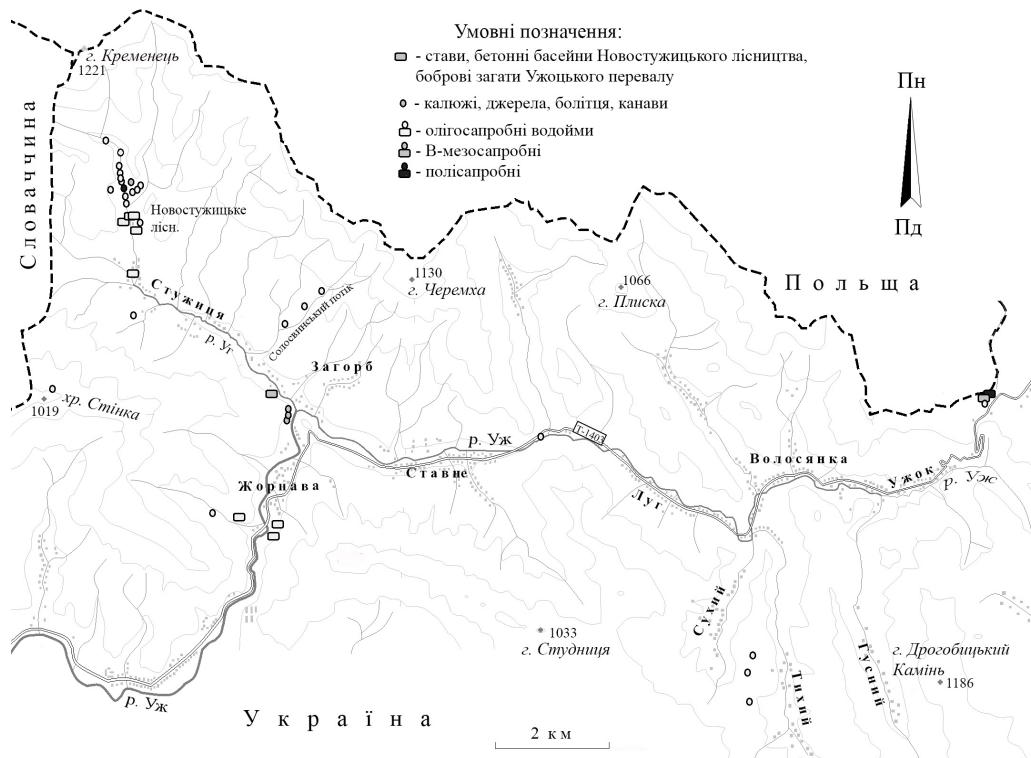 Умовні позначення:
- стави, бетонні басейни Новостужицького лісництва,
боброві загати Ужоцького перевалу
- калюжі, джерела, болітця, канави
- олігосапробні водойми
- Β-мезосапробні
- полісапробні
Пн
Пд
г. Кременець
1221
Словаччина
Новостужицьке
лісн.
Стужиця
р. Уг
Солосвинський потік
1130
г. Черемха
1066
г. Плиска
Польща
Загорб
1019
хр. Стінка
р. Уж
Т-1403
Ставне
Волосянка
Ужок
р. Уж
Жорнава
Луг
Сухий
1033
г. Студниця
Тихий
Гусний
г. Дрогобицький
Камінь
1186
р. Уж
Україна
2 км